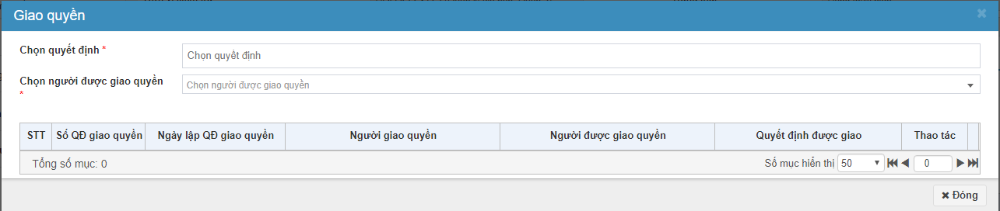 Giao quyền
Chọn quyết định *
Chọn quyết định
Chọn người được giao quyền *
Chọn người được giao quyền
STT Số QĐ giao quyền Ngày lập QĐ giao quyền Người giao quyền Người được giao quyền Quyết định được giao Thao tác
Tổng số mục: 0 Số mục hiển thị 50 0
Đóng